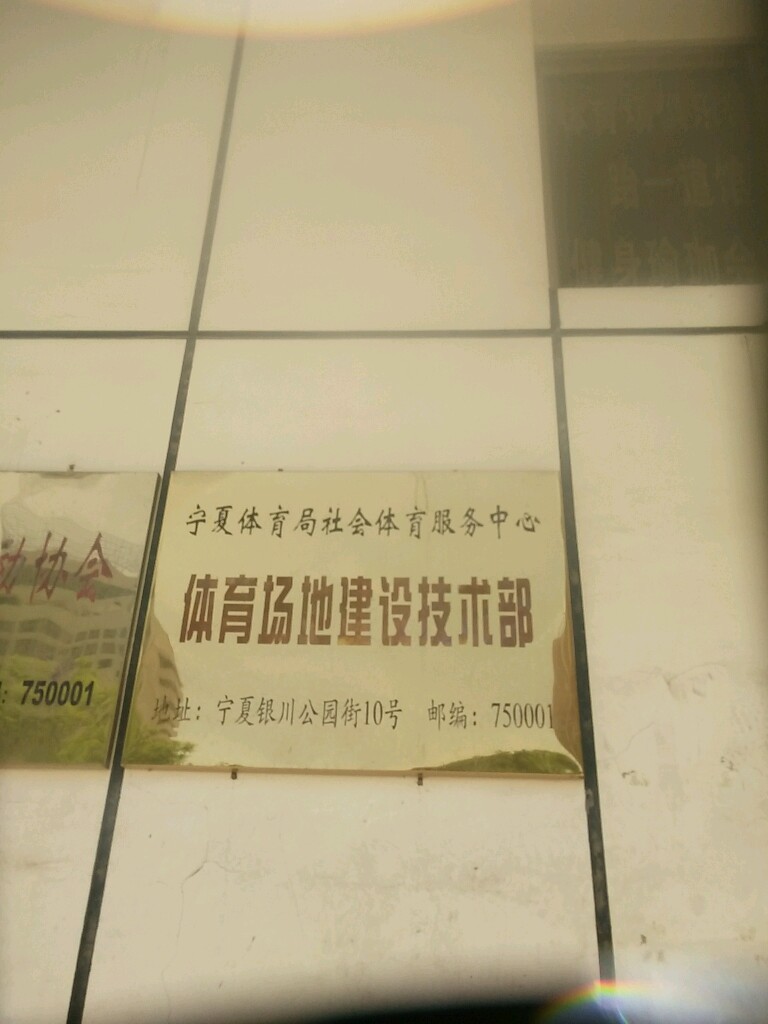 宁夏体育局社会体育服务中心
体育场地建设技术部
地址：宁夏银川公园街10号 邮编：750001
动协会
：750001